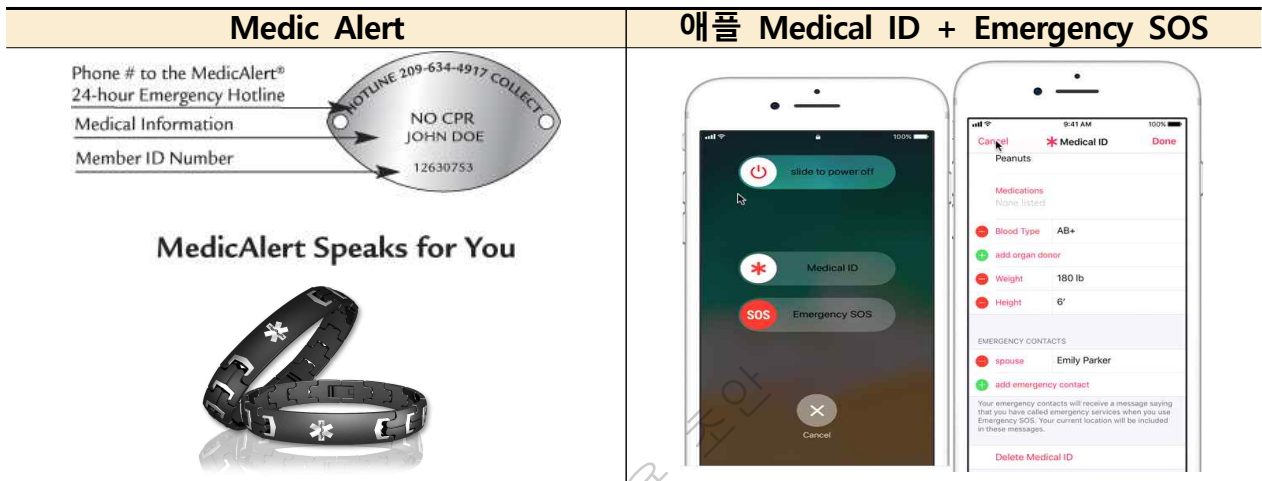 Medic Alert
애플 Medical ID + Emergency SOS
Phone # to the MedicAlert®
24-hour Emergency Hotline
Medical Information
Member ID Number
HOTLINE 209-634-4917 COLLECT
NO CPR
JOHN DOE
12630753
MedicAlert Speaks for You
100%
slide to power off
Medical ID
SOS Emergency SOS
Cancel
9:41 AM 100%
Cancel Medical ID Done
Peanuts
Medications
None listed
Blood Type AB+
add organ donor
Weight 180 lb
Height 6'
EMERGENCY CONTACTS
spouse Emily Parker
add emergency contact
Your emergency contacts will receive a message saying
that you have called emergency services when you use
Emergency SOS. Your current location will be included
in these messages.
Delete Medical ID
초안